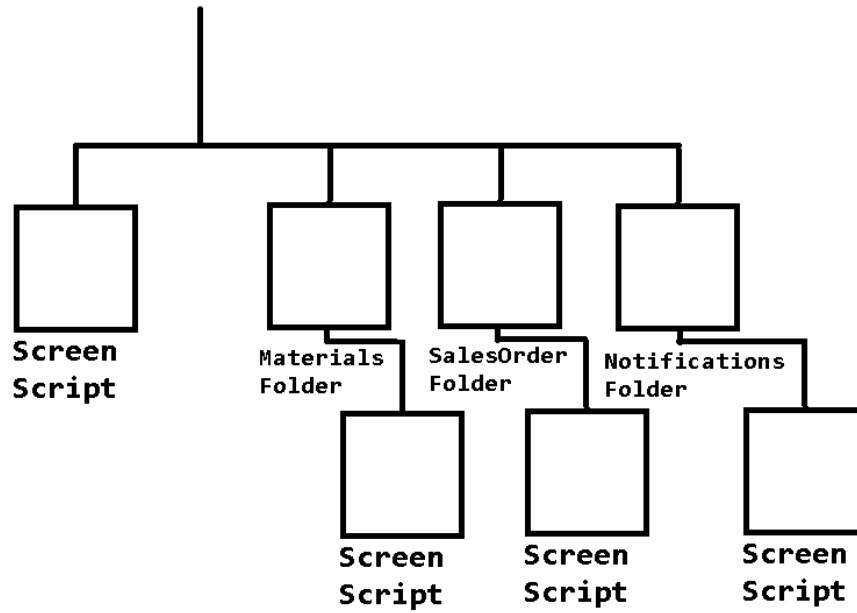 Screen
Script
Materials
Folder
SalesOrder
Folder
Notifications
Folder
Screen
Script
Screen
Script
Screen
Script